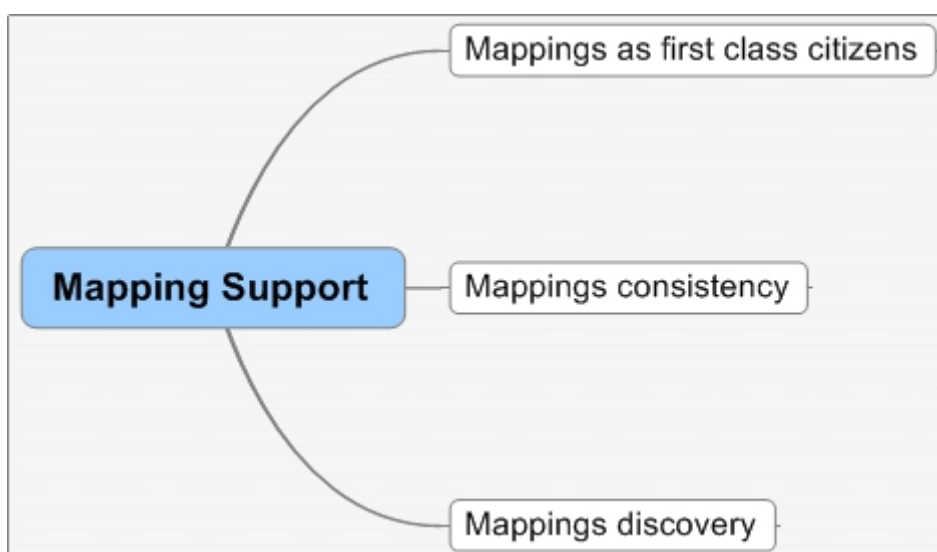 Mappings as first class citizens
Mapping Support
Mappings consistency
Mappings discovery